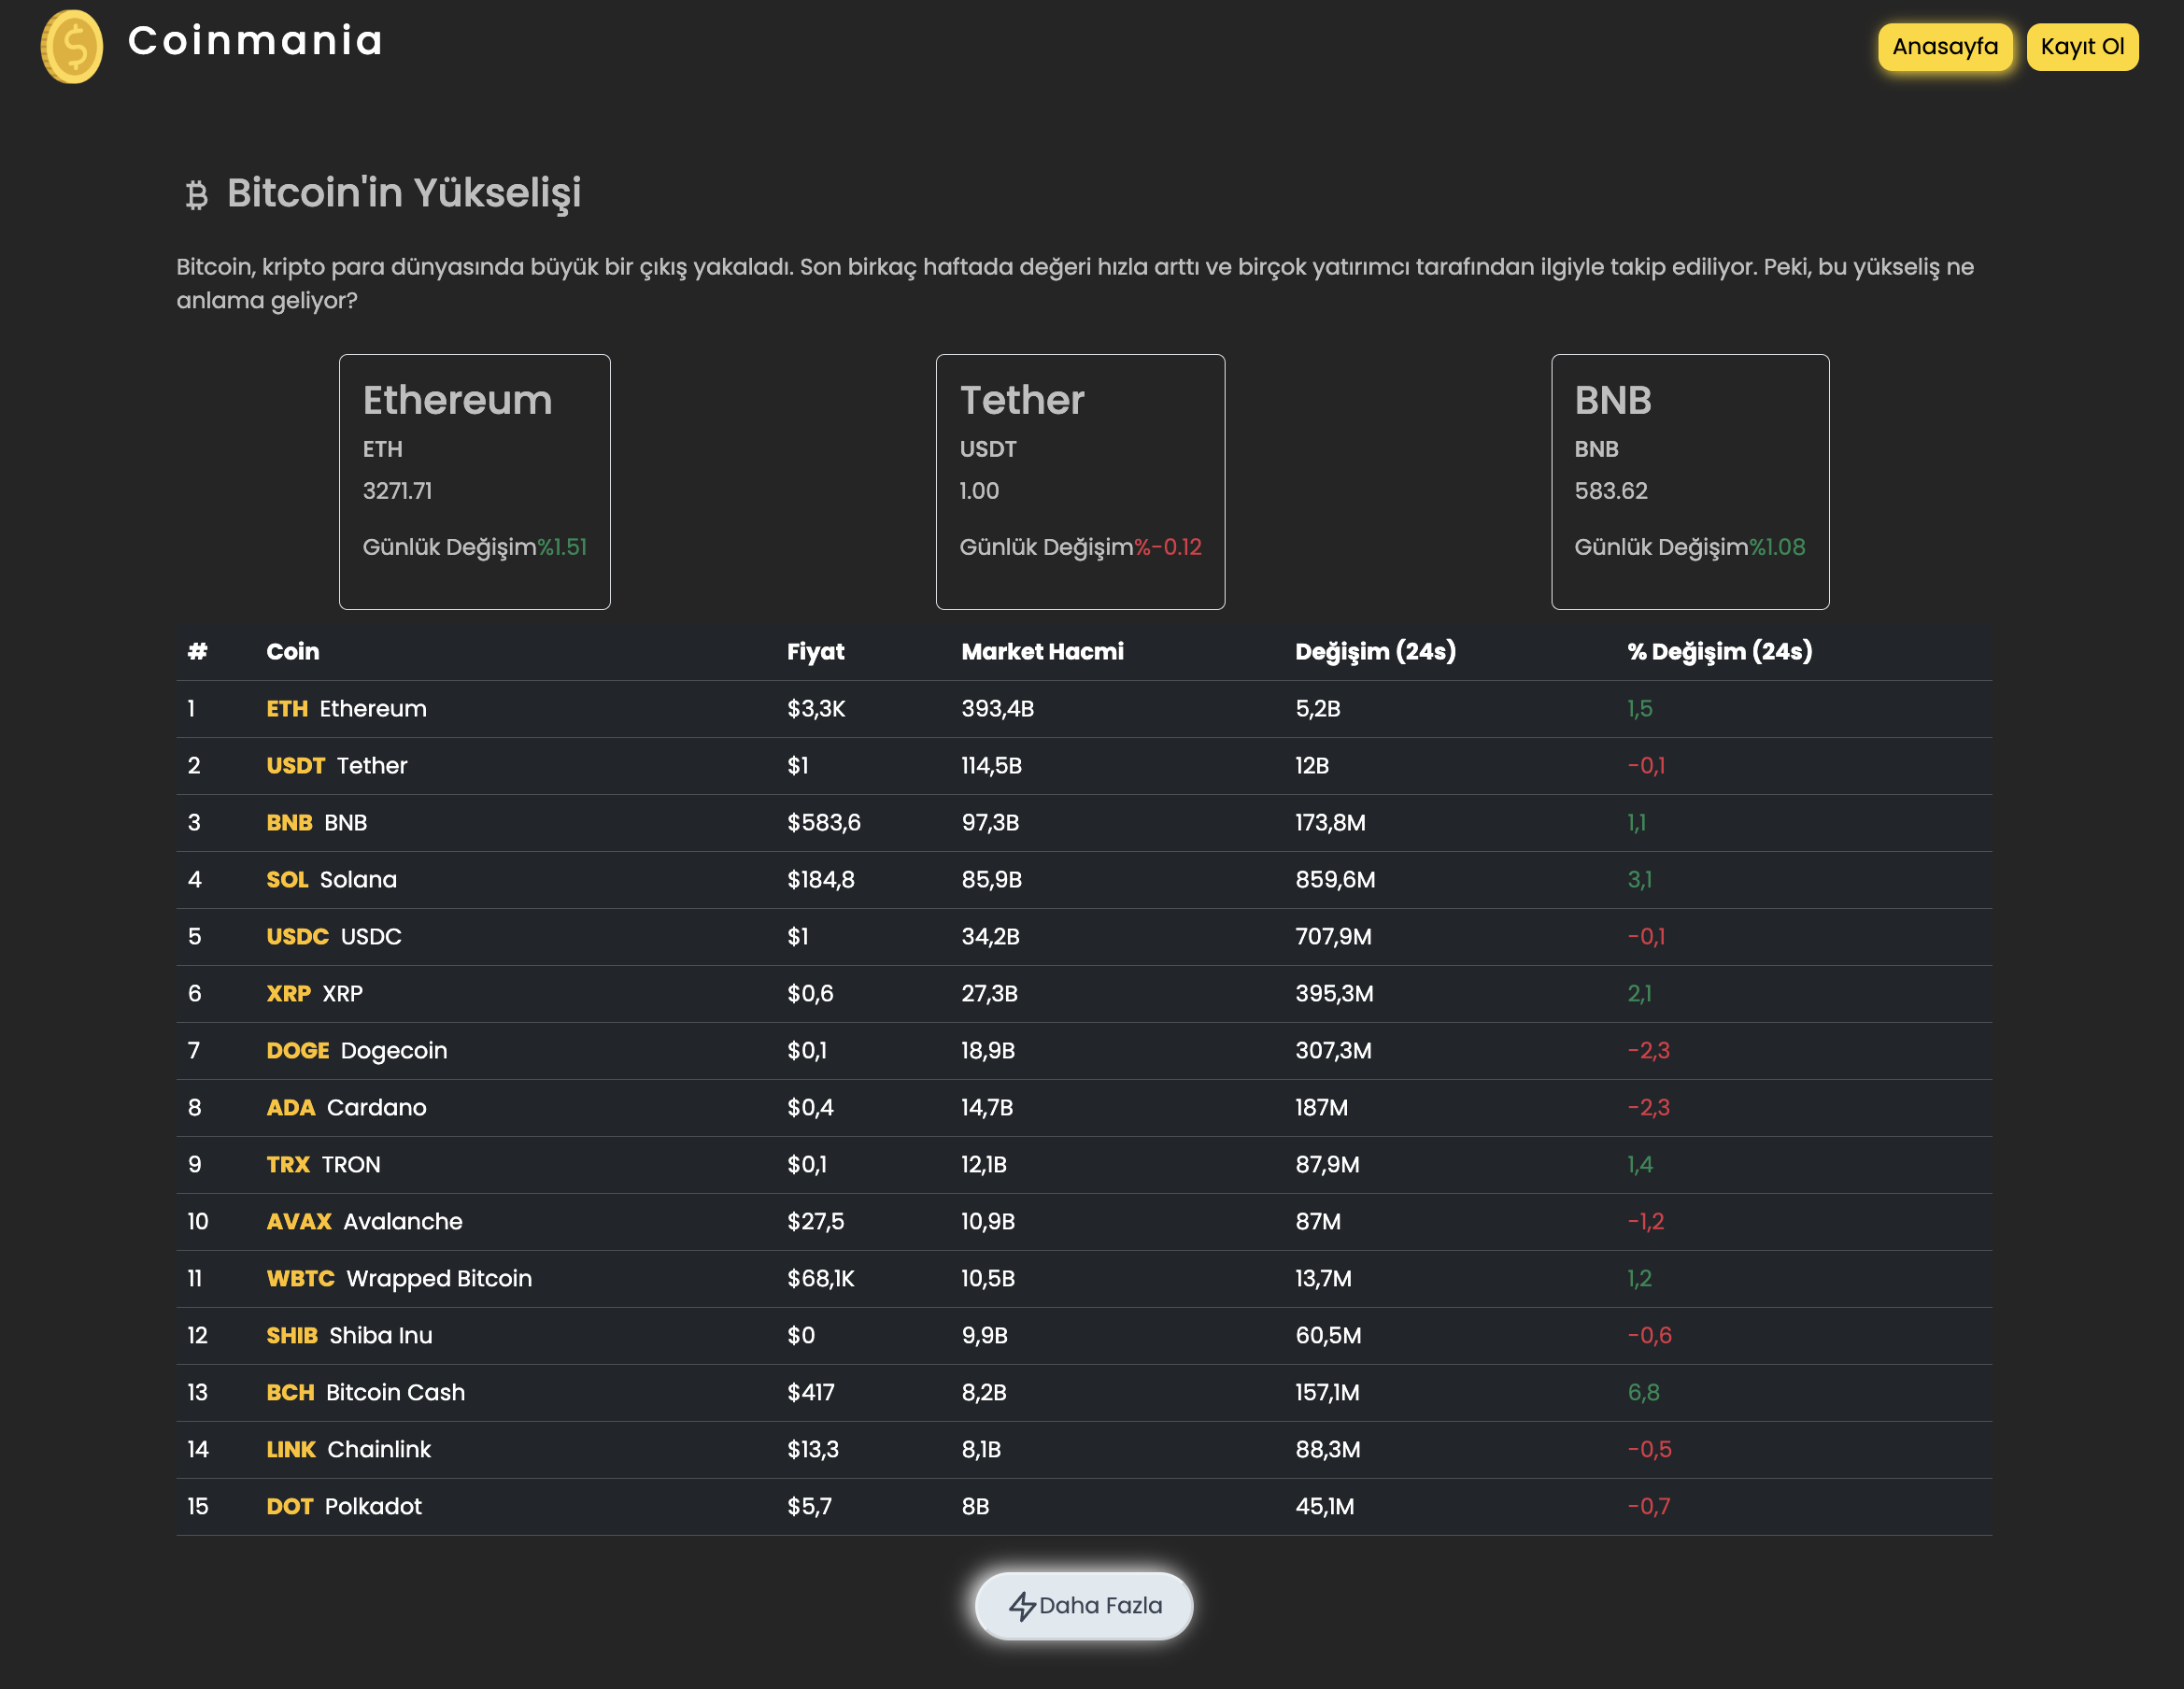 Coinmania
Anasayfa Kayıt Ol
Bitcoin'in Yükselişi
Bitcoin, kripto para dünyasında büyük bir çıkış yakaladı. Son birkaç haftada değeri hızla arttı ve birçok yatırımcı tarafından ilgiyle takip ediliyor. Peki, bu yükseliş ne
anlama geliyor?
Ethereum
ETH
3271.71
Günlük Değişim%1.51
Tether
USDT
1.00
Günlük Değişim%-0.12
BNB
BNB
583.62
Günlük Değişim%1.08
# Coin Fiyat Market Hacmi Değişim (24s) % Değişim (24s)
1 ETH Ethereum $3,3K 393,4B 5,2B 1,5
2 USDT Tether $1 114,5B 12B -0,1
3 BNB BNB $583,6 97,3B 173,8M 1,1
4 SOL Solana $184,8 85,9B 859,6M 3,1
5 USDC USDC $1 34,2B 707,9M -0,1
6 XRP XRP $0,6 27,3B 395,3M 2,1
7 DOGE Dogecoin $0,1 18,9B 307,3M -2,3
8 ADA Cardano $0,4 14,7B 187M -2,3
9 TRX TRON $0,1 12,1B 87,9M 1,4
10 AVAX Avalanche $27,5 10,9B 87M -1,2
11 WBTC Wrapped Bitcoin $68,1K 10,5B 13,7M 1,2
12 SHIB Shiba Inu $0 9,9B 60,5M -0,6
13 BCH Bitcoin Cash $417 8,2B 157,1M 6,8
14 LINK Chainlink $13,3 8,1B 88,3M -0,5
15 DOT Polkadot $5,7 8B 45,1M -0,7
Daha Fazla